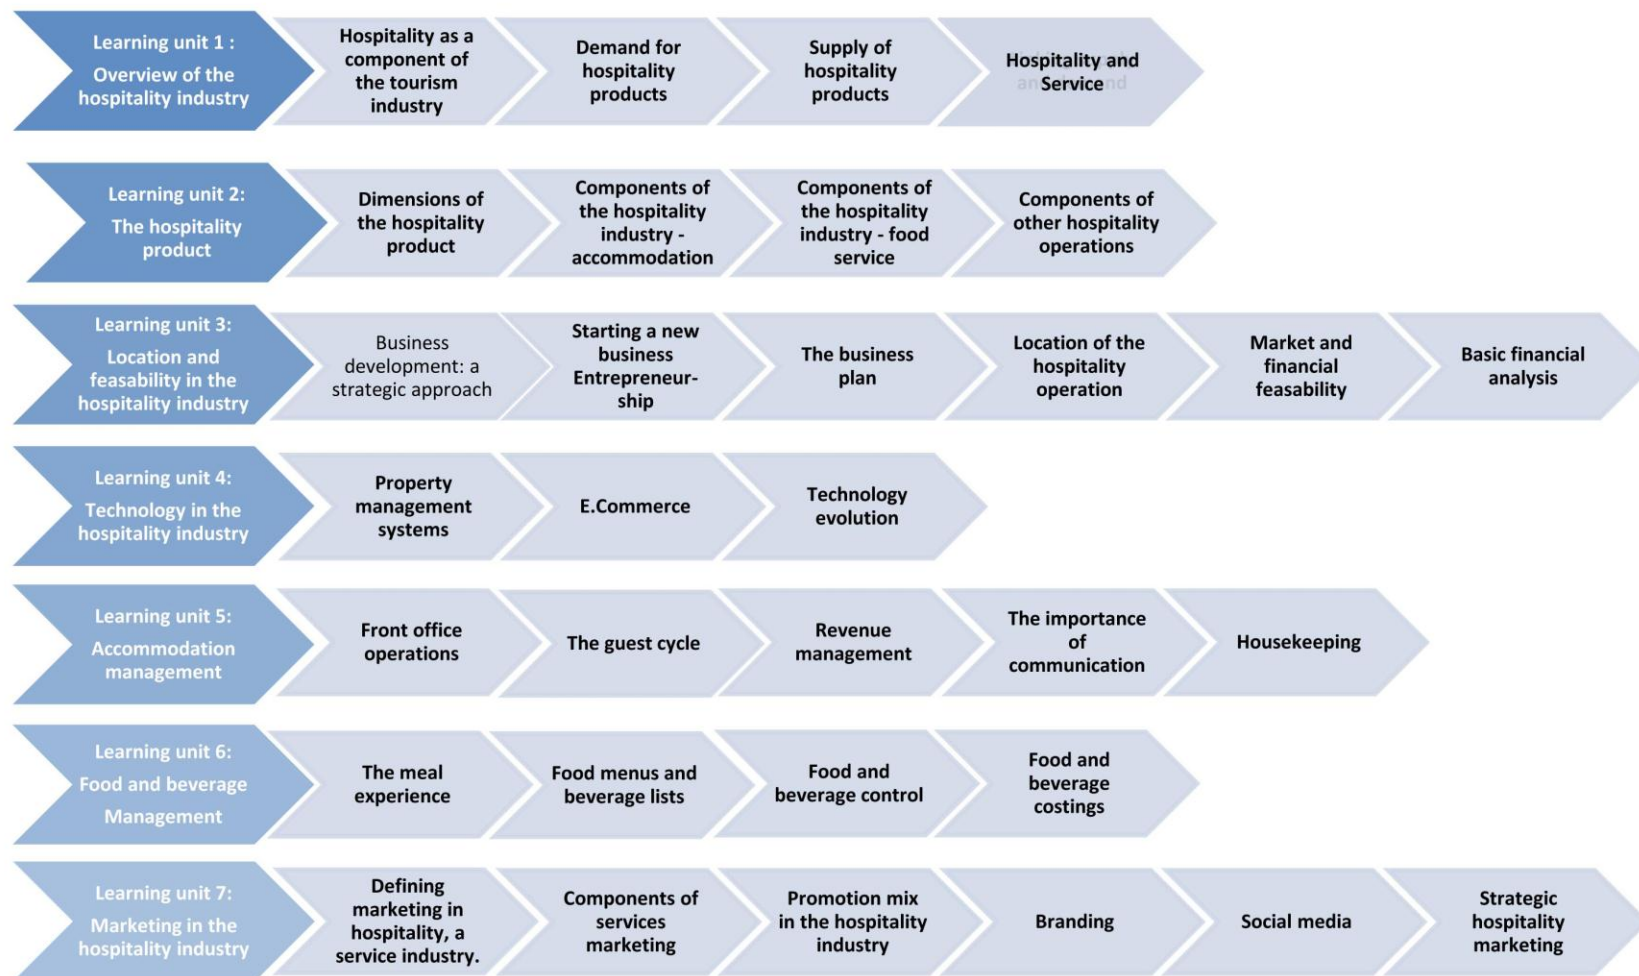 Learning unit 1 :
Overview of the
hospitality industry
Hospitality as a
component of
the tourism
industry
Demand for
hospitality
products
Supply of
hospitality
products
Hospitality and
Service
Learning unit 2:
The hospitality
product
Dimensions of
the hospitality
product
Components of
the hospitality
industry -
accommodation
Components of
the hospitality
industry - food
service
Components of
other hospitality
operations
Learning unit 3:
Location and
feasability in the
hospitality industry
Business
development: a
strategic approach
Starting a new
business
Entrepreneur-
ship
The business
plan
Location of the
hospitality
operation
Market and
financial
feasability
Basic financial
analysis
Learning unit 4:
Technology in the
hospitality industry
Property
management
systems
E.Commerce
Technology
evolution
Learning unit 5:
Accommodation
management
Front office
operations
The guest cycle
Revenue
management
The importance
of
communication
Housekeeping
Learning unit 6:
Food and beverage
Management
The meal
experience
Food menus and
beverage lists
Food and
beverage control
Food and
beverage
costings
Learning unit 7:
Marketing in the
hospitality industry
Defining
marketing in
hospitality, a
service industry.
Components of
services
marketing
Promotion mix
in the hospitality
industry
Branding
Social media
Strategic
hospitality
marketing